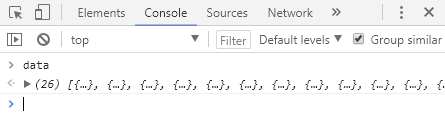 Elements Console Sources Network »
top Filter Default levels ▼ Group similar
> data
(26) [{…}, {…}, {…}, {…}, {…}, {…}, {…}, {…}, {…}, {…}, {…}, {…
>